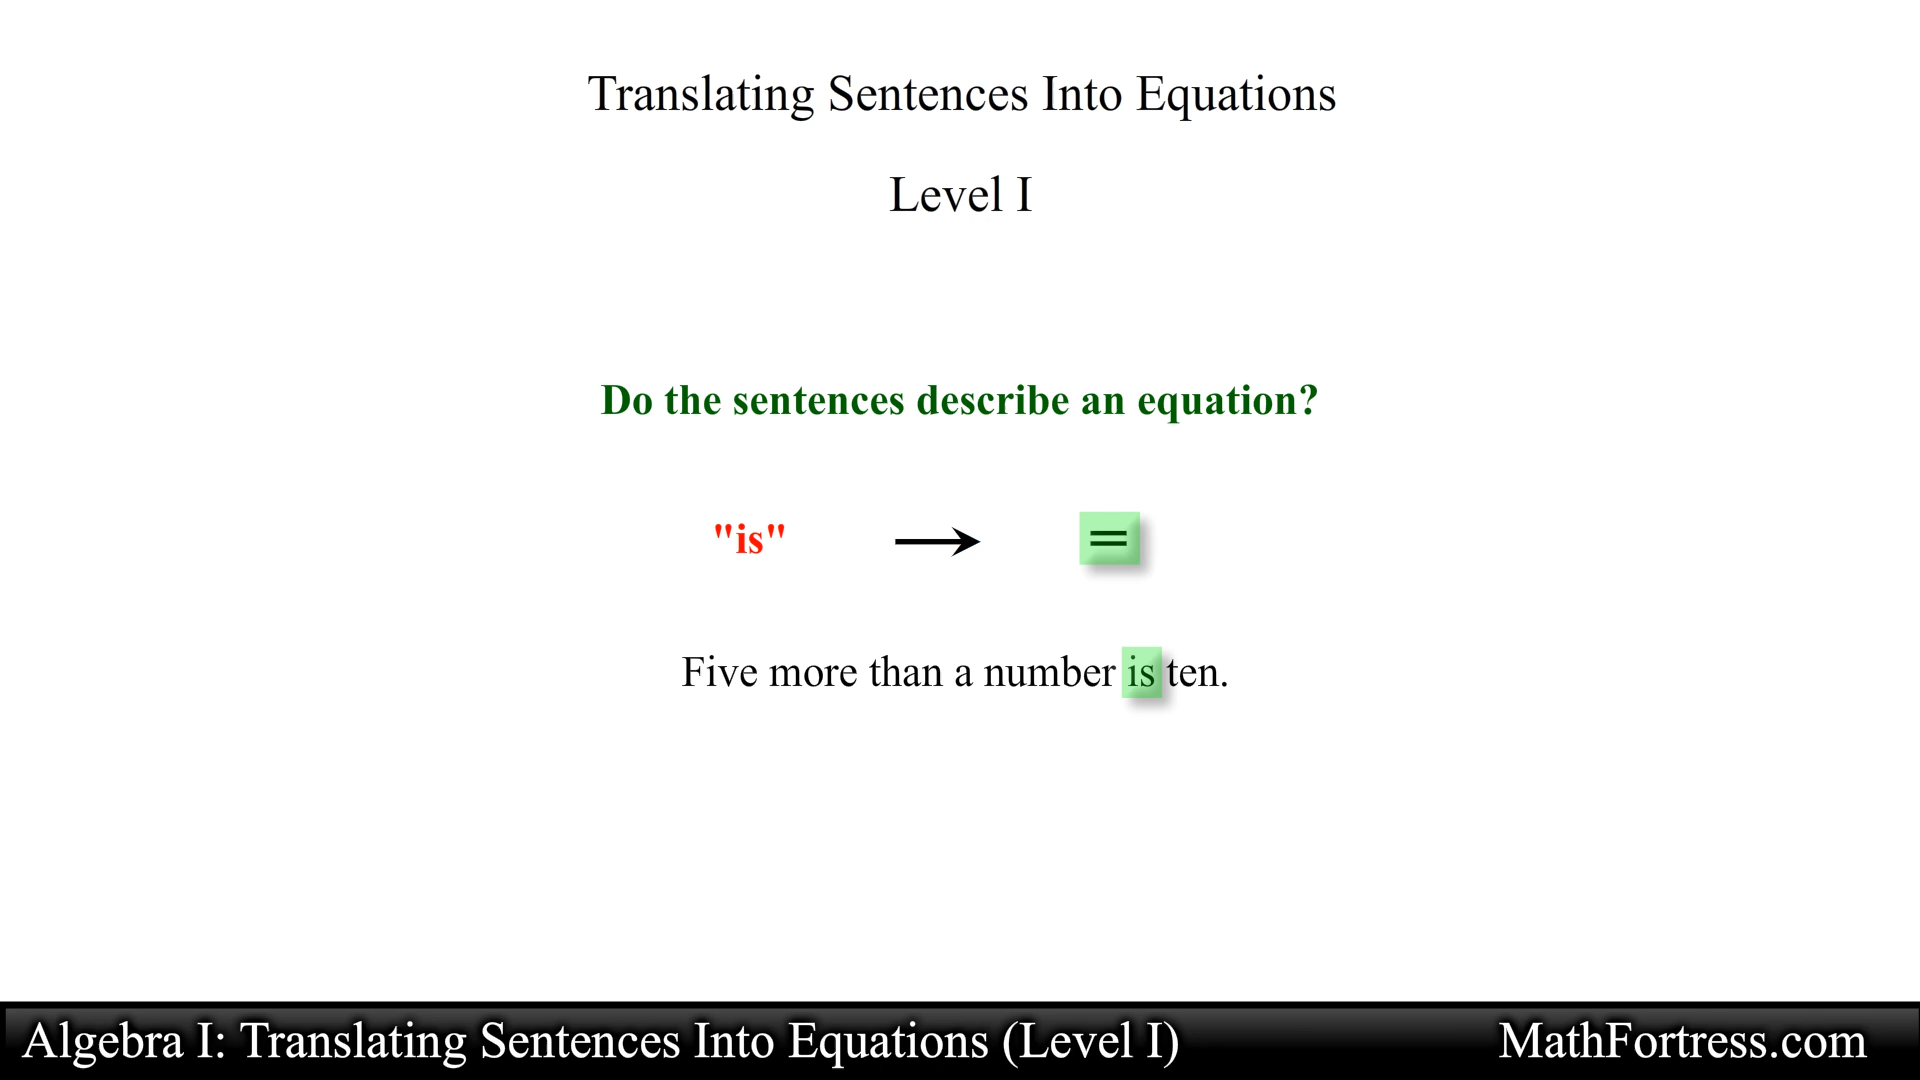 Translating Sentences Into Equations
Level I
Do the sentences describe an equation?
"is" → =
Five more than a number is ten.
Algebra I: Translating Sentences Into Equations (Level I) MathFortress.com